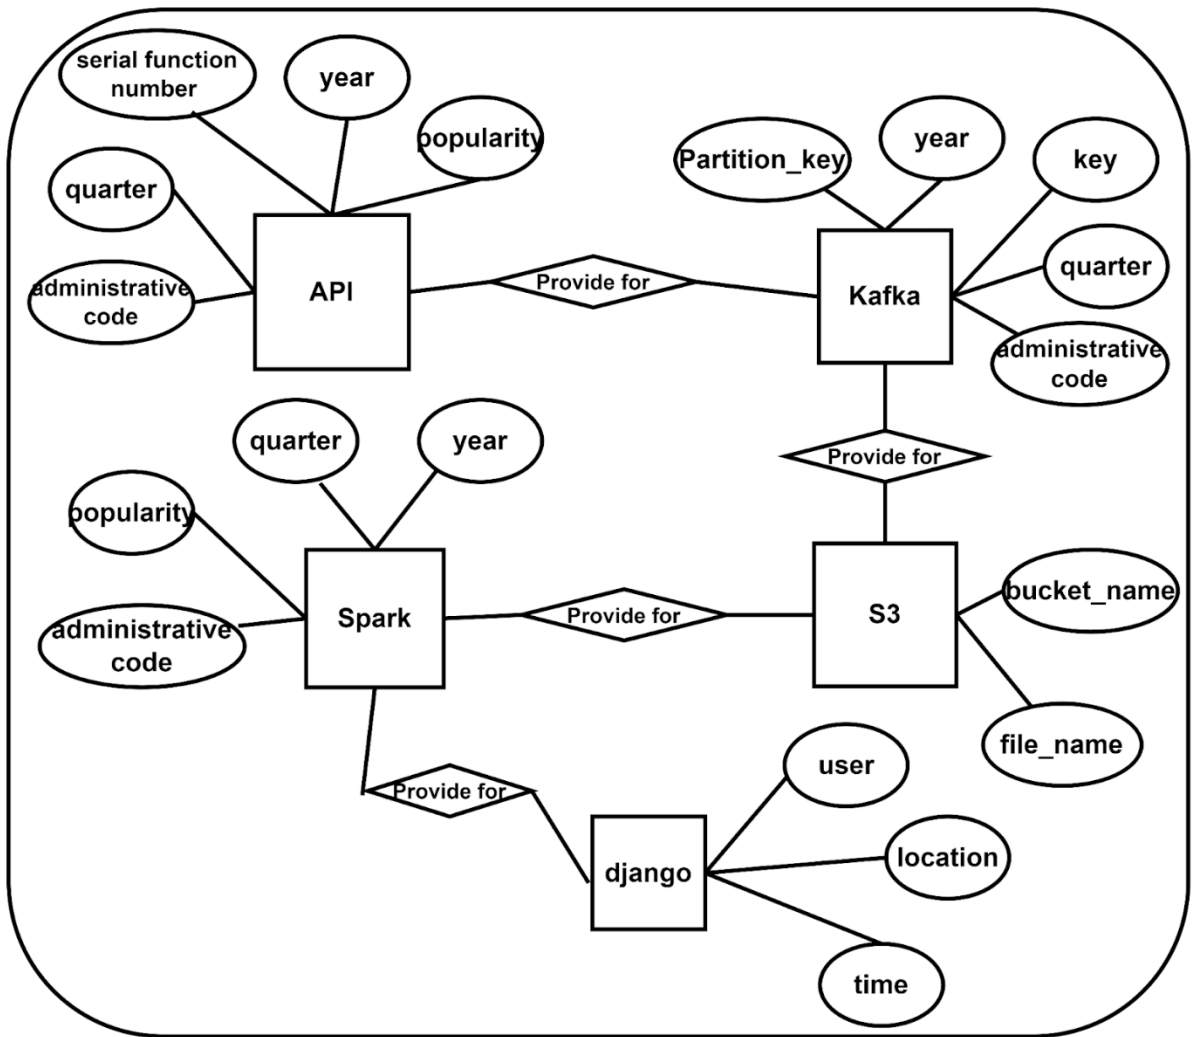 serial function
number
year
popularity
quarter
administrative
code
API
Provide for
Partition_key
year
key
quarter
administrative
code
Kafka
Provide for
quarter
year
popularity
administrative
code
Spark
Provide for
S3
bucket_name
file_name
Provide for
django
user
location
time